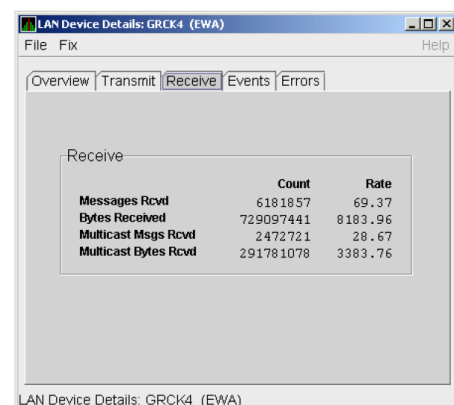 LAN Device Details: GRCK4 (EWA)
File Fix Help
Overview Transmit Receive Events Errors
Receive
Count Rate
Messages Rcvd 6181857 69.37
Bytes Received 729097441 8183.96
Multicast Msgs Rcvd 2472721 28.67
Multicast Bytes Rcvd 291781078 3383.76
LAN Device Details: GRCK4 (EWA)